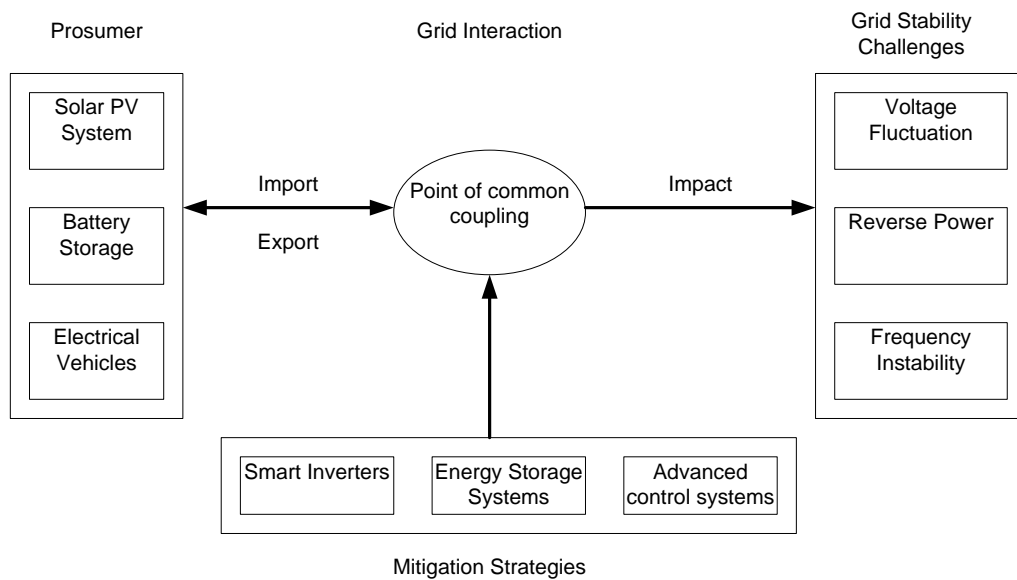 Prosumer
Grid Interaction
Grid Stability
Challenges
Solar PV
System
Battery
Storage
Electrical
Vehicles
Import
Export
Point of common
coupling
Impact
Voltage
Fluctuation
Reverse Power
Frequency
Instability
Smart Inverters
Energy Storage
Systems
Advanced
control systems
Mitigation Strategies